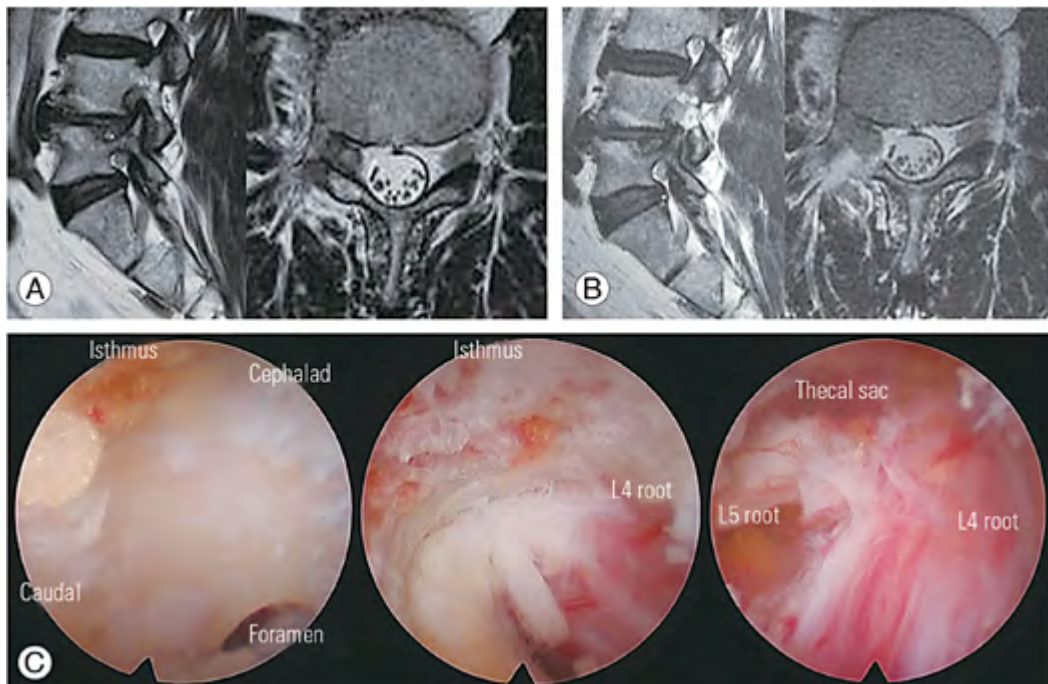 A
B
Isthmus
Cephalad
Caudal
Foramen
Isthmus
L4 root
Thecal sac
L5 root
L4 root
C